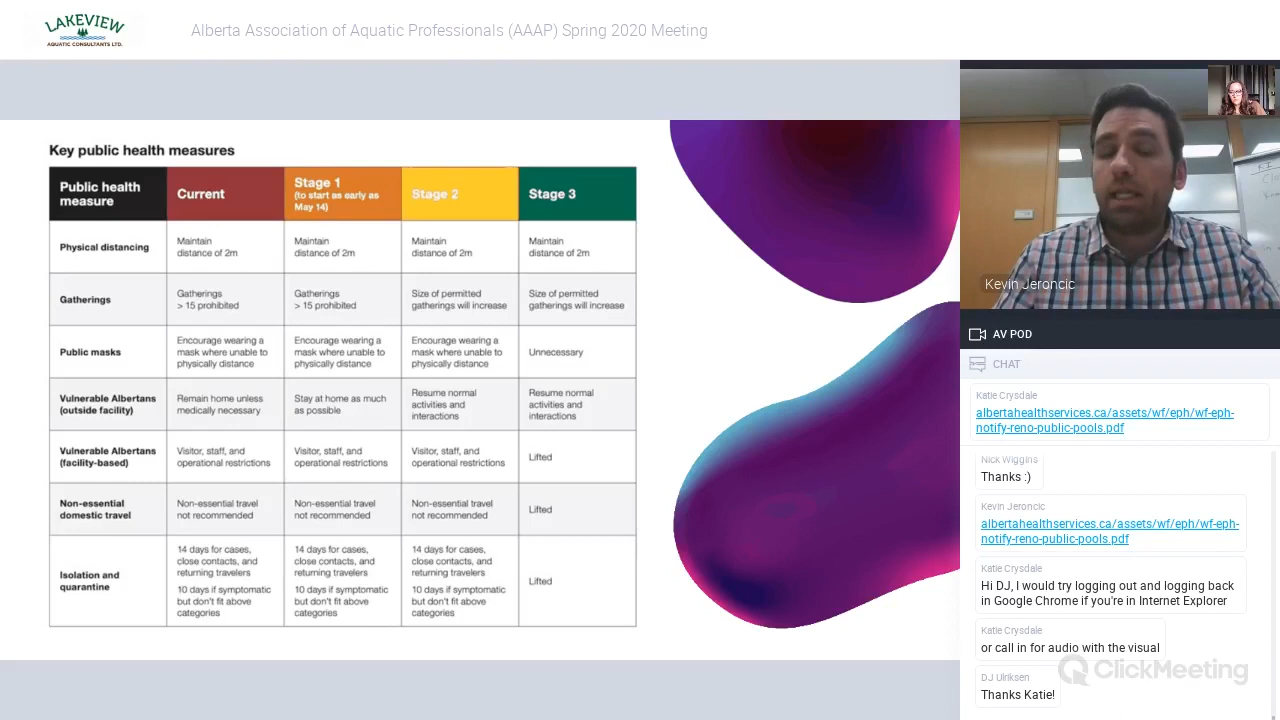 LAKEVIEW
AQUATIC CONSULTANTS LTD.
Alberta Association of Aquatic Professionals (AAAP) Spring 2020 Meeting
Key public health measures
Public health
measure
Current
Stage 1
(to start as early as
May 14)
Stage 2
Stage 3
Physical distancing
Maintain
distance of 2m
Maintain
distance of 2m
Maintain
distance of 2m
Maintain
distance of 2m
Gatherings
Gatherings
> 15 prohibited
Gatherings
> 15 prohibited
Size of permitted
gatherings will increase
Size of permitted
gatherings will increase
Public masks
Encourage wearing a
mask where unable to
physically distance
Encourage wearing a
mask where unable to
physically distance
Encourage wearing a
mask where unable to
physically distance
Unnecessary
Vulnerable Albertans
(outside facility)
Remain home unless
medically necessary
Stay at home as much
as possible
Resume normal
activities and
interactions
Resume normal
activities and
interactions
Vulnerable Albertans
(facility-based)
Visitor, staff, and
operational restrictions
Visitor, staff, and
operational restrictions
Visitor, staff, and
operational restrictions
Lifted
Non-essential
domestic travel
Non-essential travel
not recommended
Non-essential travel
not recommended
Non-essential travel
not recommended
Lifted
Isolation and
quarantine
14 days for cases,
close contacts, and
returning travelers
10 days if symptomatic
but don't fit above
categories
14 days for cases,
close contacts, and
returning travelers
10 days if symptomatic
but don't fit above
categories
14 days for cases,
close contacts, and
returning travelers
10 days if symptomatic
but don't fit above
categories
Lifted
Kevin Jeroncic
AV POD
CHAT
Katie Crysdale
albertahealthservices.ca/assets/wf/eph/wf-eph-
notify-reno-public-pools.pdf
Nick Wiggins
Thanks :)
Kevin Jeroncic
albertahealthservices.ca/assets/wf/eph/wf-eph-
notify-reno-public-pools.pdf
Katie Crysdale
Hi DJ, I would try logging out and logging back
in Google Chrome if you're in Internet Explorer
Katie Crysdale
or call in for audio with the visual
DJ Ulriksen
Thanks Katie!
ClickMeeting